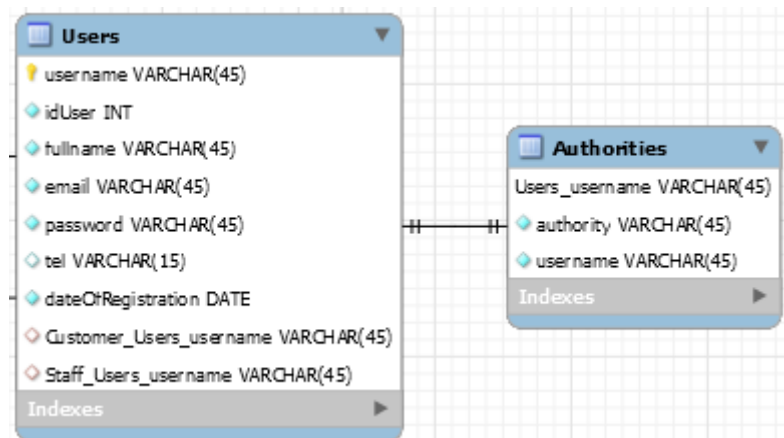 Users
username VARCHAR(45)
idUser INT
fullname VARCHAR(45)
email VARCHAR(45)
password VARCHAR(45)
tel VARCHAR(15)
dateOfRegistration DATE
Customer_Users_username VARCHAR(45)
Staff_Users_username VARCHAR(45)
Indexes
Authorities
Users_username VARCHAR(45)
authority VARCHAR(45)
username VARCHAR(45)
Indexes